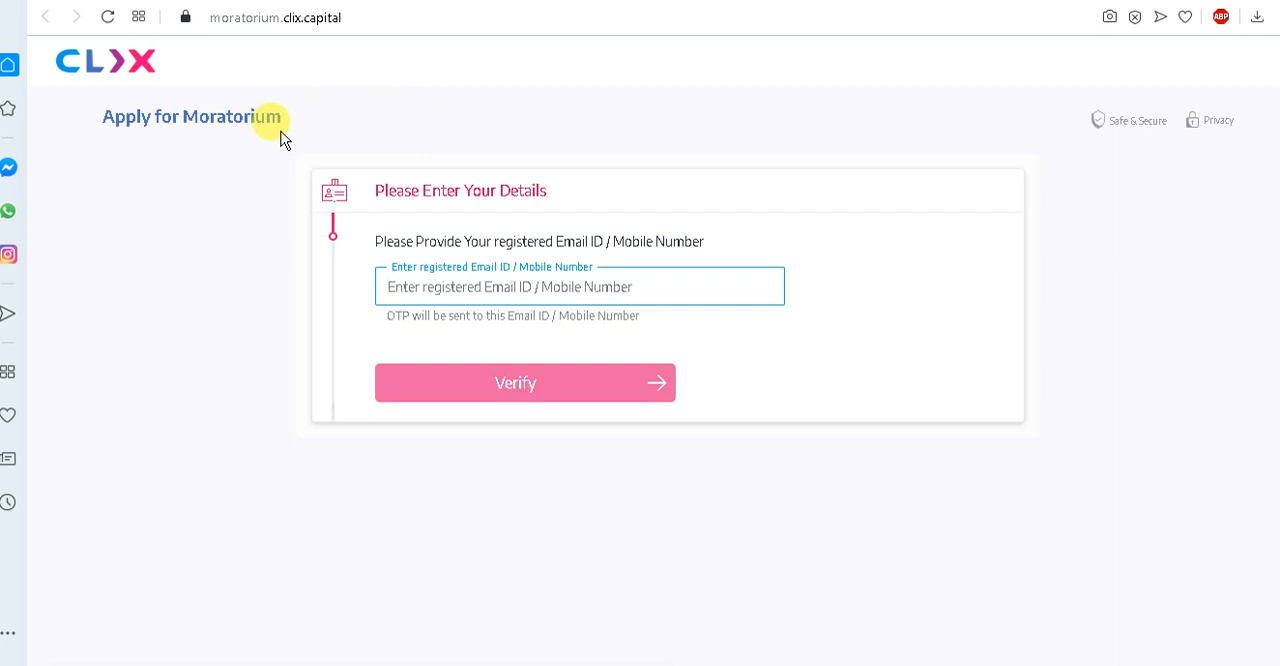 moratorium.clix.capital
ABP
CLIX
Apply for Moratorium
Safe & Secure
Privacy
Please Enter Your Details
Please Provide Your registered Email ID / Mobile Number
Enter registered Email ID / Mobile Number
Enter registered Email ID / Mobile Number
OTP will be sent to this Email ID / Mobile Number
Verify